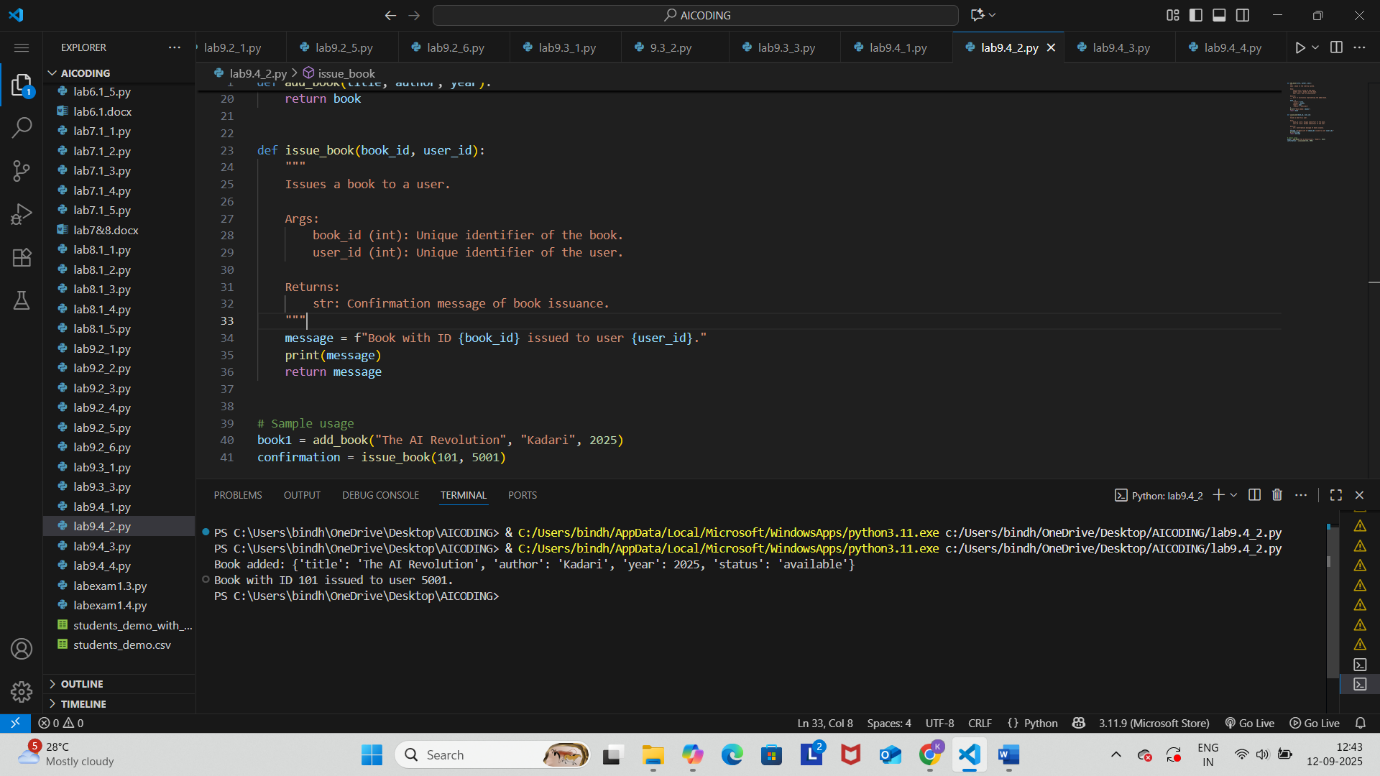 AICODING
EXPLORER
lab9.2_1.py
lab9.2_5.py
lab9.2_6.py
lab9.3_1.py
9.3_2.py
lab9.3_3.py
lab9.4_1.py
lab9.4_2.py
lab9.4_3.py
lab9.4_4.py
AICODING
lab6.1_5.py
lab6.1.docx
lab7.1_1.py
lab7.1_2.py
lab7.1_3.py
lab7.1_4.py
lab7.1_5.py
lab7&8.docx
lab8.1_1.py
lab8.1_2.py
lab8.1_3.py
lab8.1_4.py
lab8.1_5.py
lab9.2_1.py
lab9.2_2.py
lab9.2_3.py
lab9.2_4.py
lab9.2_5.py
lab9.2_6.py
lab9.3_1.py
lab9.3_3.py
lab9.4_1.py
lab9.4_2.py
lab9.4_3.py
lab9.4_4.py
labexam1.3.py
labexam1.4.py
students_demo_with_...
students_demo.csv
OUTLINE
TIMELINE
1
lab9.4_2.py > issue_book
1 def add_book(title, author, year):
20 return book
21
22
23 def issue_book(book_id, user_id):
24 """
25 Issues a book to a user.
26
27 Args:
28 book_id (int): Unique identifier of the book.
29 user_id (int): Unique identifier of the user.
30
31 Returns:
32 str: Confirmation message of book issuance.
33 """
34 message = f"Book with ID {book_id} issued to user {user_id}."
35 print(message)
36 return message
37
38
39 # Sample usage
40 book1 = add_book("The AI Revolution", "Kadari", 2025)
41 confirmation = issue_book(101, 5001)
PROBLEMS OUTPUT DEBUG CONSOLE TERMINAL PORTS
Python: lab9.4_2
PS C:\Users\bindh\OneDrive\Desktop\AICODING> & C:/Users/bindh/AppData/Local/Microsoft/WindowsApps/python3.11.exe c:/Users/bindh/OneDrive/Desktop/AICODING/lab9.4_2.py
PS C:\Users\bindh\OneDrive\Desktop\AICODING> & C:/Users/bindh/AppData/Local/Microsoft/WindowsApps/python3.11.exe c:/Users/bindh/OneDrive/Desktop/AICODING/lab9.4_2.py
Book added: {'title': 'The AI Revolution', 'author': 'Kadari', 'year': 2025, 'status': 'available'}
Book with ID 101 issued to user 5001.
PS C:\Users\bindh\OneDrive\Desktop\AICODING>
0 0
Ln 33, Col 8 Spaces: 4 UTF-8 CRLF {} Python 3.11.9 (Microsoft Store) Go Live Go Live
5
28°C
Mostly cloudy
Search
2
K
ENG
IN
12:43
12-09-2025